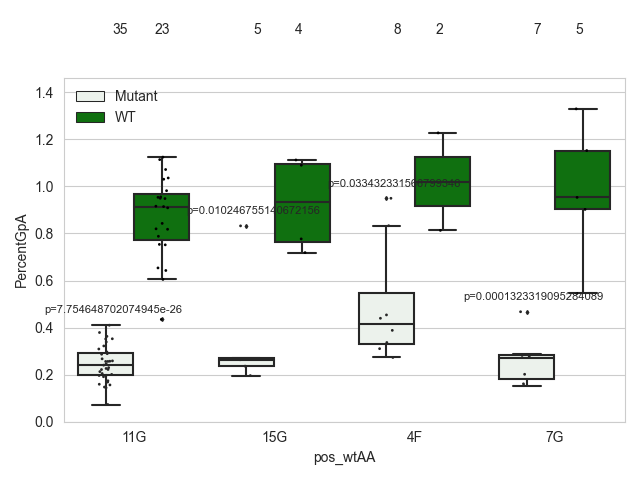 35 23 5 4 8 2 7 5
1.4
Mutant
WT
1.2
1.0
p=0.010246755140672156
0.8
PercentGpA
0.6
p=0.0001323319095284089
p=7.754648702074945e-26
0.4
0.2
0.0
11G 15G 4F 7G
pos_wtAA